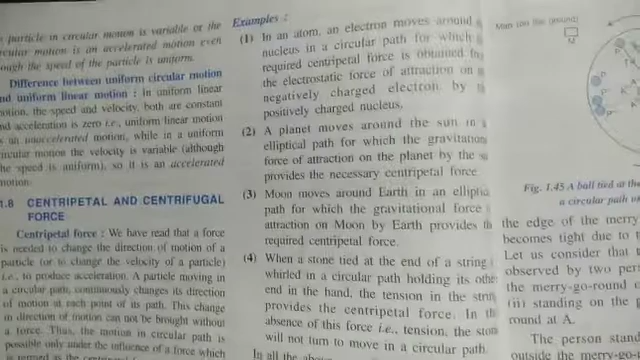 particle in circular motion is variable or the
circular motion is an accelerated motion even
though the speed of the particle is uniform.
Difference between uniform circular motion
and uniform linear motion : In uniform linear
motion, the speed and velocity, both are constant
and acceleration is zero i.e., uniform linear motion
is an unaccelerated motion, while in a uniform
circular motion the velocity is variable (although
the speed is uniform), so it is an accelerated
motion.
1.8 CENTRIPETAL AND CENTRIFUGAL
FORCE
Centripetal force : We have read that a force
is needed to change the direction of motion of a
particle (or to change the velocity of a particle)
i.e., to produce acceleration. A particle moving in
a circular path, continuously changes its direction
of motion at each point of its path. This change
in direction of motion can not be brought without
a force. Thus, the motion in circular path is
possible only under the influence of a force which
is termed as the
Examples :
(1) In an atom, an electron moves around
nucleus in a circular path for which
required centripetal force is obtained
the electrostatic force of attraction on
negatively charged electron by
positively charged nucleus.
(2) A planet moves around the sun in
elliptical path for which the gravitation
force of attraction on the planet by the
provides the necessary centripetal force.
(3) Moon moves around Earth in an
path for which the gravitational force
attraction on Moon by Earth provides
required centripetal force.
(4) When a stone tied at the end of a string
whirled in a circular path holding its other
end in the hand, the tension in the
provides the centripetal force. In
absence of this force i.e., tension, the
will not turn to move in a circular path.
In all the above
Man (on the ground)
M
P
P
P
Fig. 1.45 A ball tied at the
a circular path
the edge of the merry
becomes tight due to
Let us consider that
observed by two
the merry-go-round
(ii) standing on the
round at A.
The person
outside the merry-go